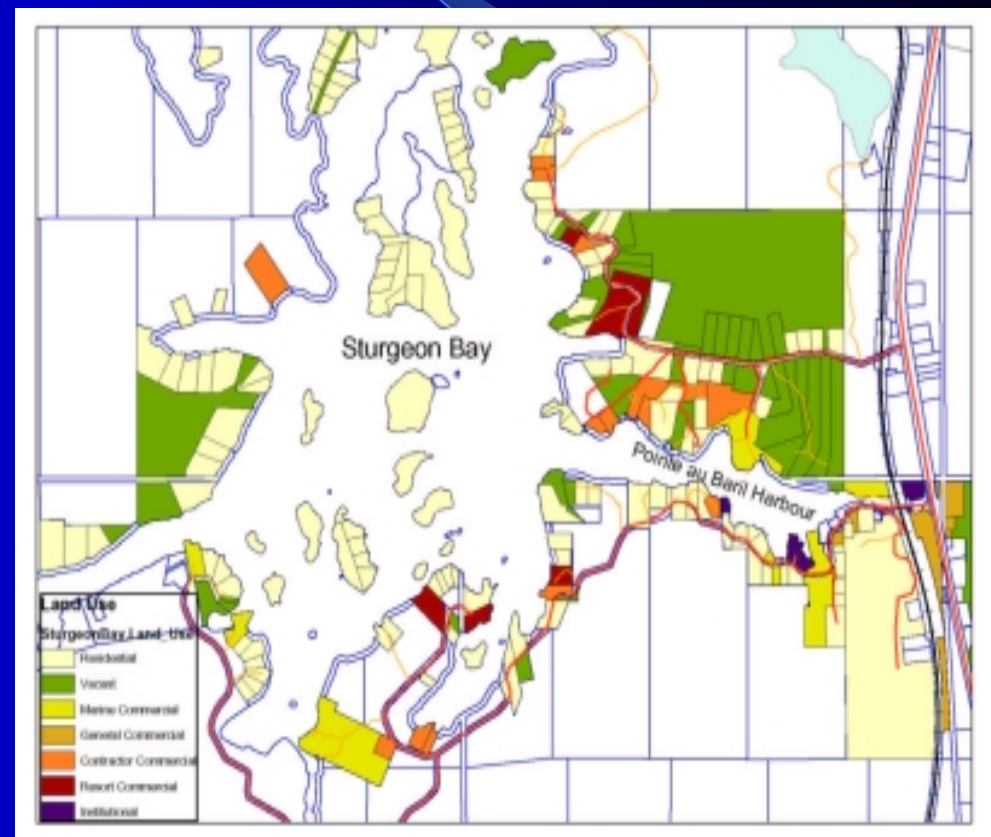 Sturgeon Bay
Pointe au Baril Harbour
Land Use
SturgeonBay Land_Use
Residential
Vacant
Marine Commercial
General Commercial
Contractor Commercial
Resort Commercial
Institutional